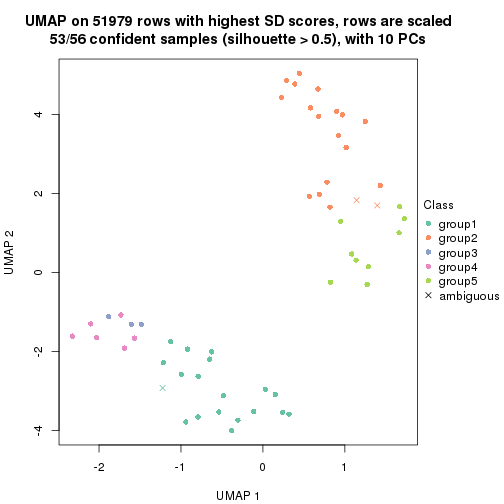 UMAP on 51979 rows with highest SD scores, rows are scaled
53/56 confident samples (silhouette > 0.5), with 10 PCs
4
2
0
-2
-4
UMAP 2
-2
-1
0
1
UMAP 1
Class
group1
group2
group3
group4
group5
ambiguous